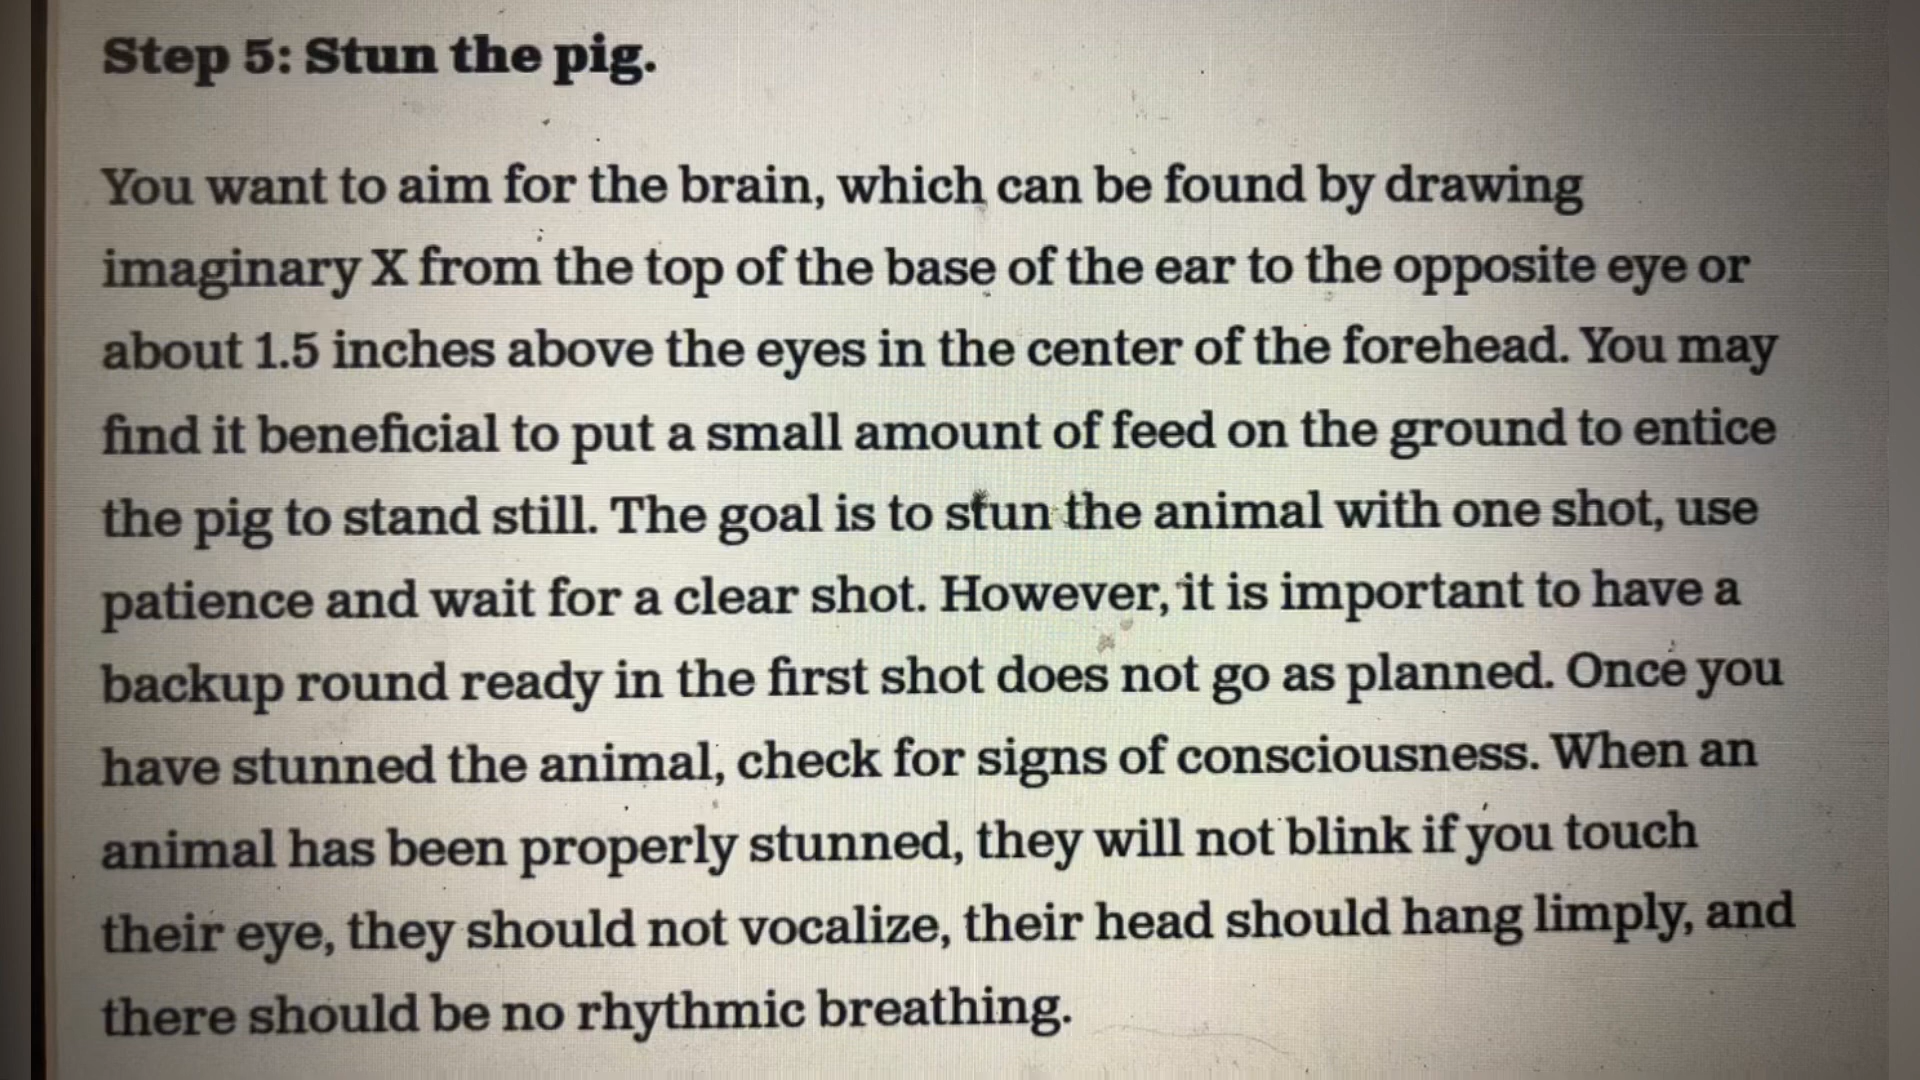 Step 5: Stun the pig.
You want to aim for the brain, which can be found by drawing
imaginary X from the top of the base of the ear to the opposite eye or
about 1.5 inches above the eyes in the center of the forehead. You may
find it beneficial to put a small amount of feed on the ground to entice
the pig to stand still. The goal is to stun the animal with one shot, use
patience and wait for a clear shot. However, it is important to have a
backup round ready in the first shot does not go as planned. Once you
have stunned the animal, check for signs of consciousness. When an
animal has been properly stunned, they will not blink if you touch
their eye, they should not vocalize, their head should hang limply, and
there should be no rhythmic breathing.